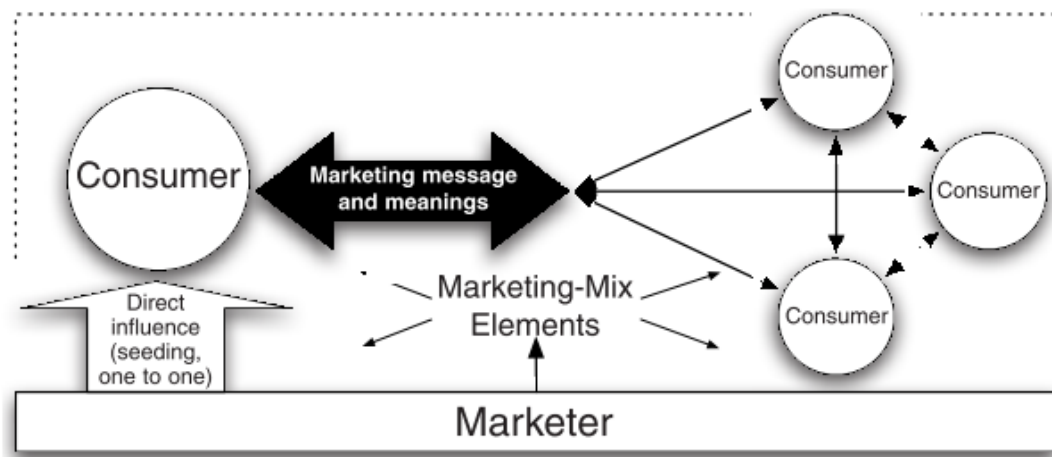 Consumer
Consumer
Marketing message
and meanings
Consumer
Consumer
Direct
influence
(seeding,
one to one)
Marketing-Mix
Elements
Marketer